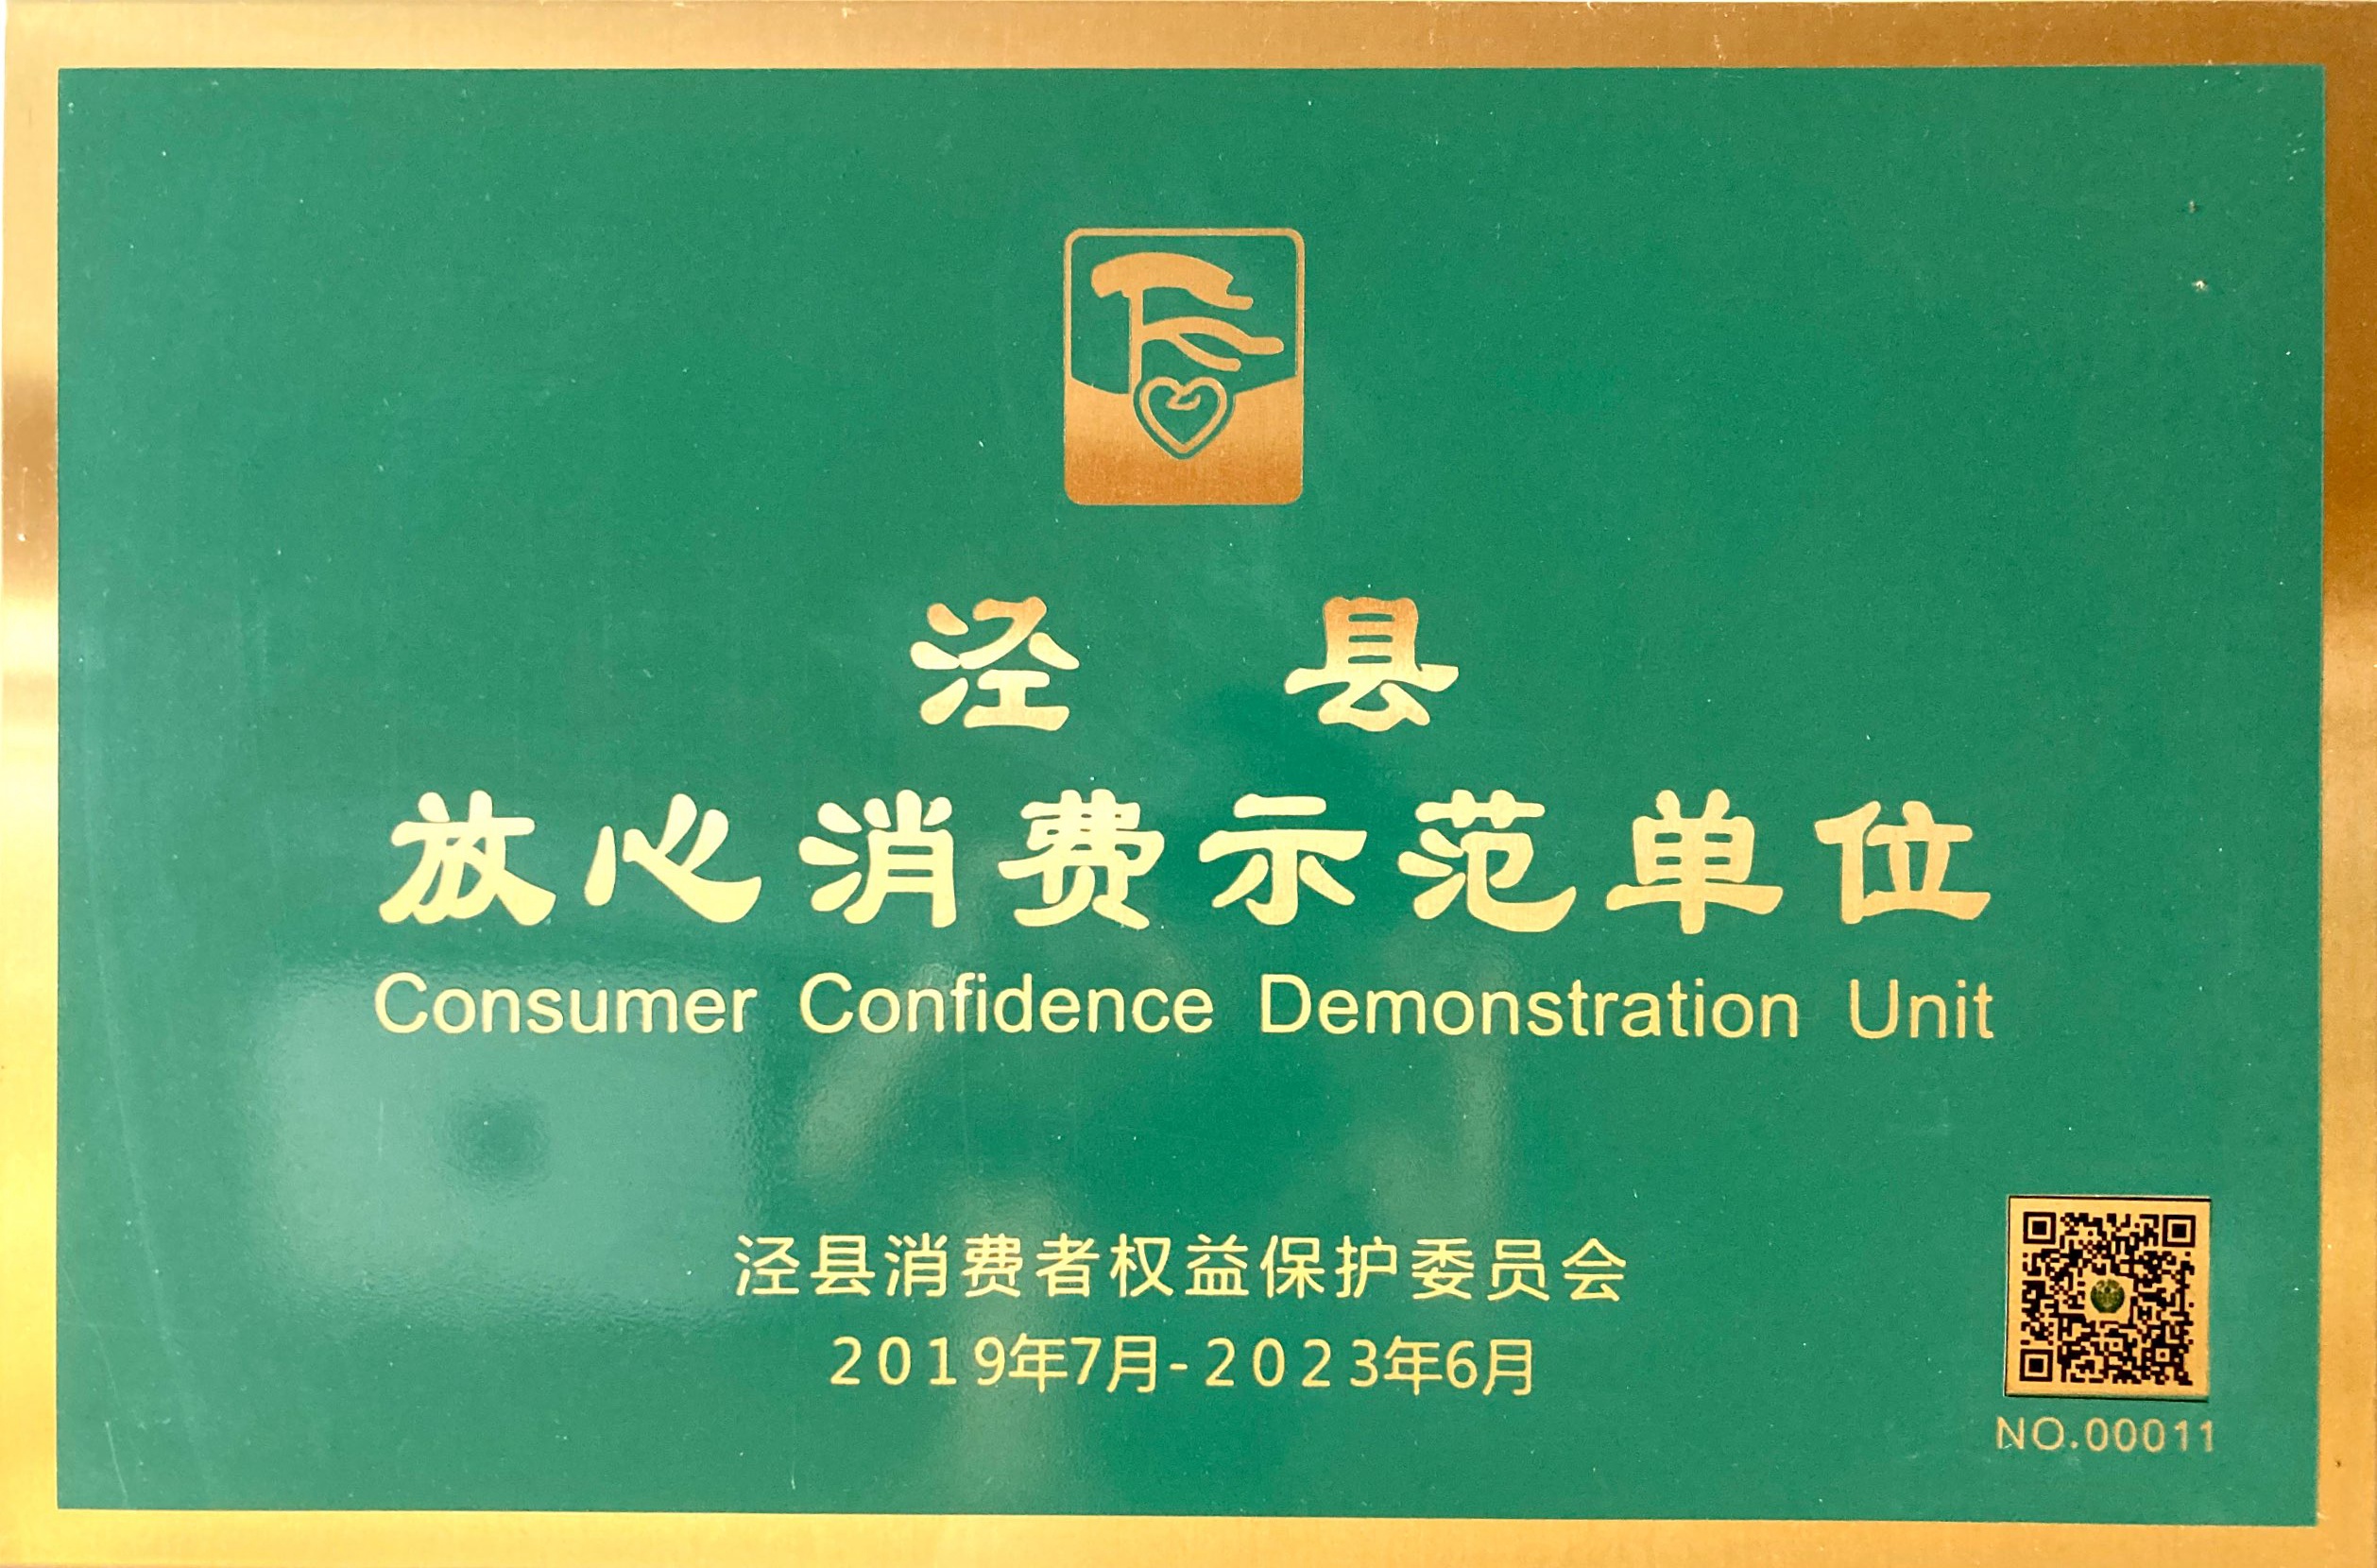 泾县
放心消费示范单位
Consumer Confidence Demonstration Unit
泾县消费者权益保护委员会
2019年7月-2023年6月
NO.00011